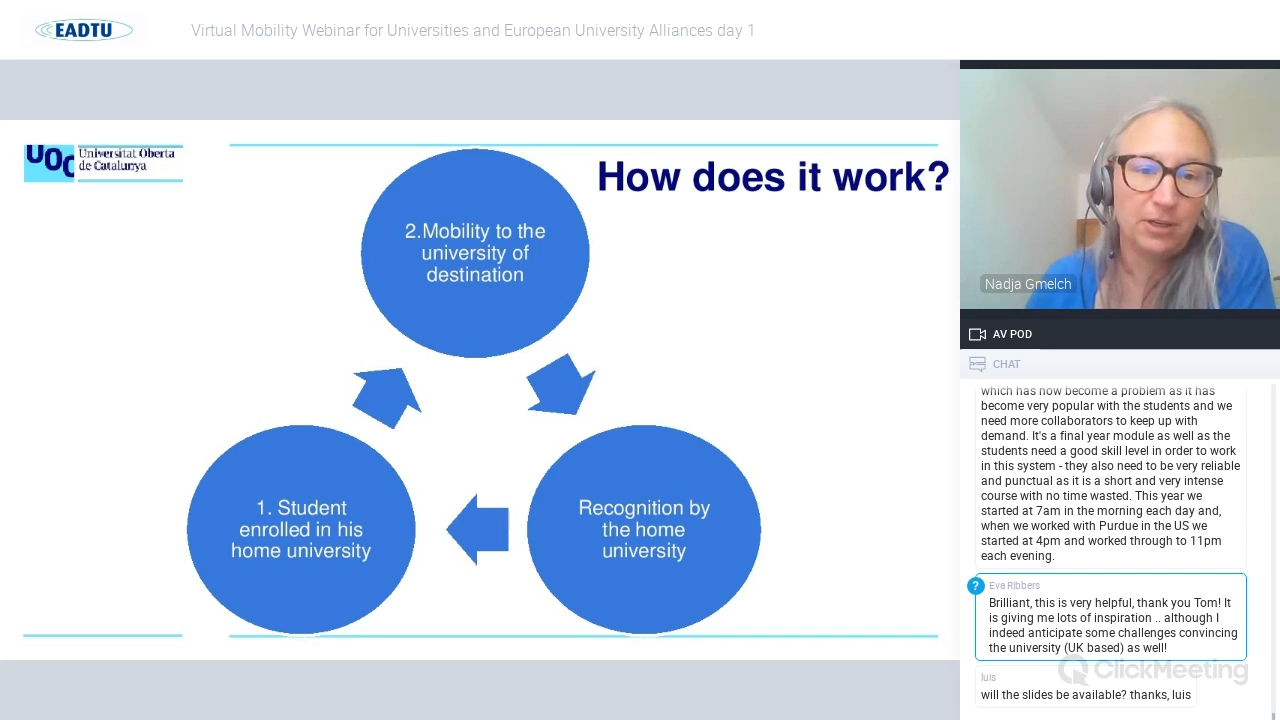 EADTU
Virtual Mobility Webinar for Universities and European University Alliances day 1
UOC
Universitat Oberta
de Catalunya
How does it work?
2.Mobility to the
university of
destination
1. Student
enrolled in his
home university
Recognition by
the home
university
Nadja Gmelch
AV POD
CHAT
which has now become a problem as it has
become very popular with the students and we
need more collaborators to keep up with
demand. It's a final year module as well as the
students need a good skill level in order to work
in this system - they also need to be very reliable
and punctual as it is a short and very intense
course with no time wasted. This year we
started at 7am in the morning each day and,
when we worked with Purdue in the US we
started at 4pm and worked through to 11pm
each evening.
?
Eva Ribbers
Brilliant, this is very helpful, thank you Tom! It
is giving me lots of inspiration .. although I
indeed anticipate some challenges convincing
the university (UK based) as well!
ClickMeeting
luis
will the slides be available? thanks, luis